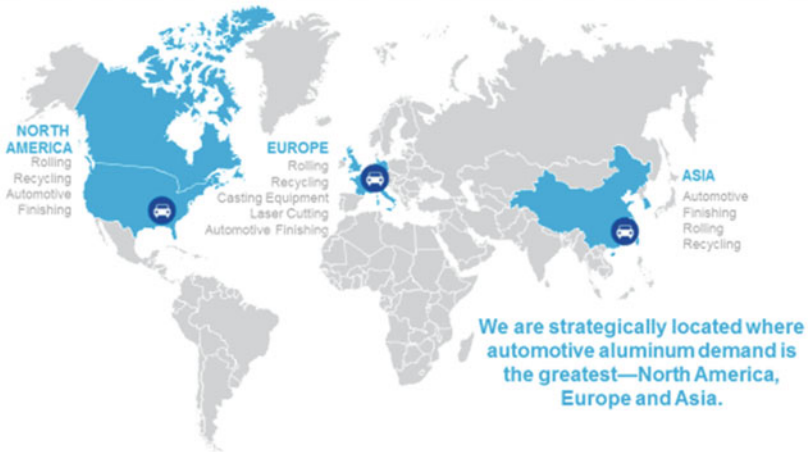 NORTH
AMERICA
Rolling
Recycling
Automotive
Finishing
EUROPE
Rolling
Recycling
Casting Equipment
Laser Cutting
Automotive Finishing
ASIA
Automotive
Finishing
Rolling
Recycling
We are strategically located where
automotive aluminum demand is
the greatest—North America,
Europe and Asia.